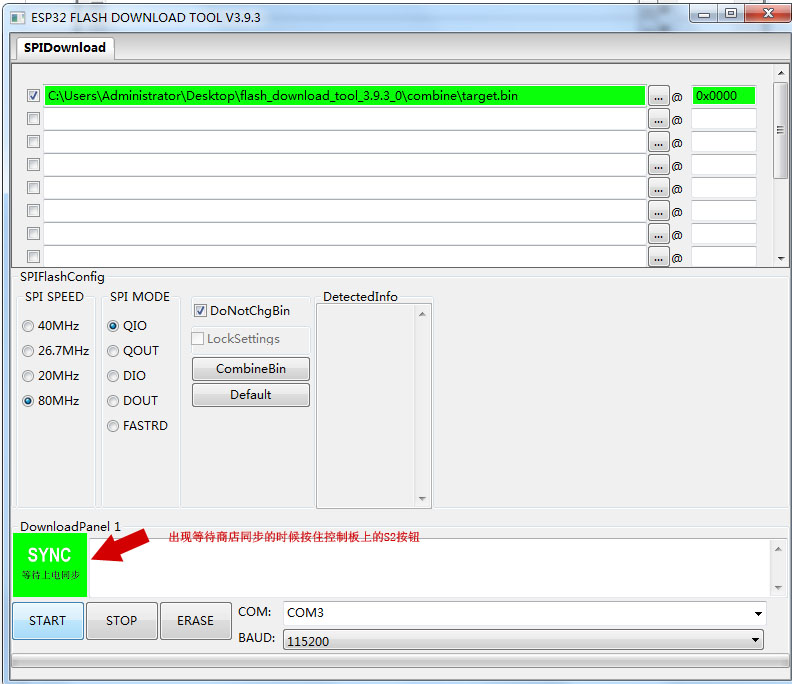 ESP32 FLASH DOWNLOAD TOOL V3.9.3
SPIDownload
C:\Users\Administrator\Desktop\flash_download_tool_3.9.3_0\combine\target.bin ... @ 0x0000
... @
... @
... @
... @
... @
... @
... @
SPIFlashConfig
SPI SPEED
40MHz
26.7MHz
20MHz
80MHz
SPI MODE
QIO
QOUT
DIO
DOUT
FASTRD
DoNotChgBin
LockSettings
CombineBin
Default
DetectedInfo
DownloadPanel 1
SYNC
等待上电同步
出现等待商店同步的时候按住控制板上的S2按钮
START STOP ERASE
COM: COM3
BAUD: 115200